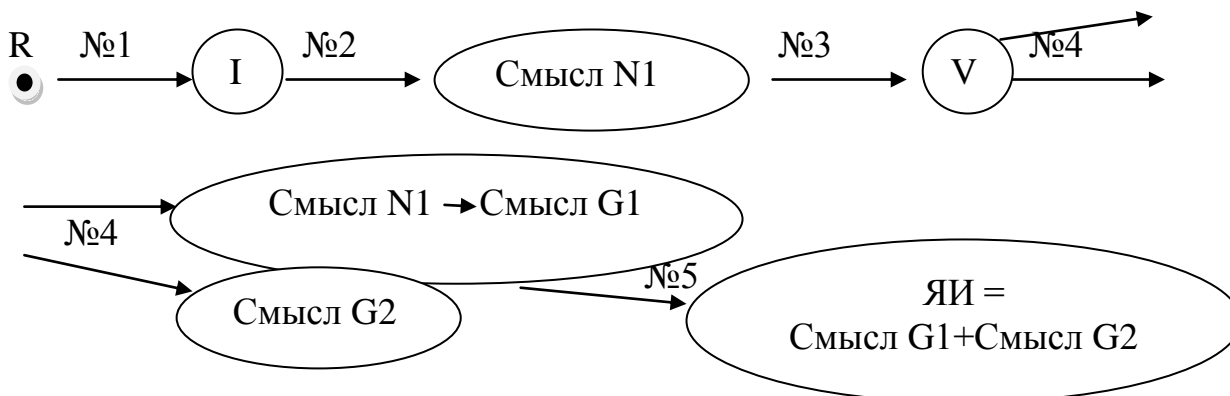 R №1 I №2 Смысл N1 №3 V №4
Смысл N1 Смысл G1
№4
Смысл G2
№5
ЯИ =
Смысл G1+Смысл G2